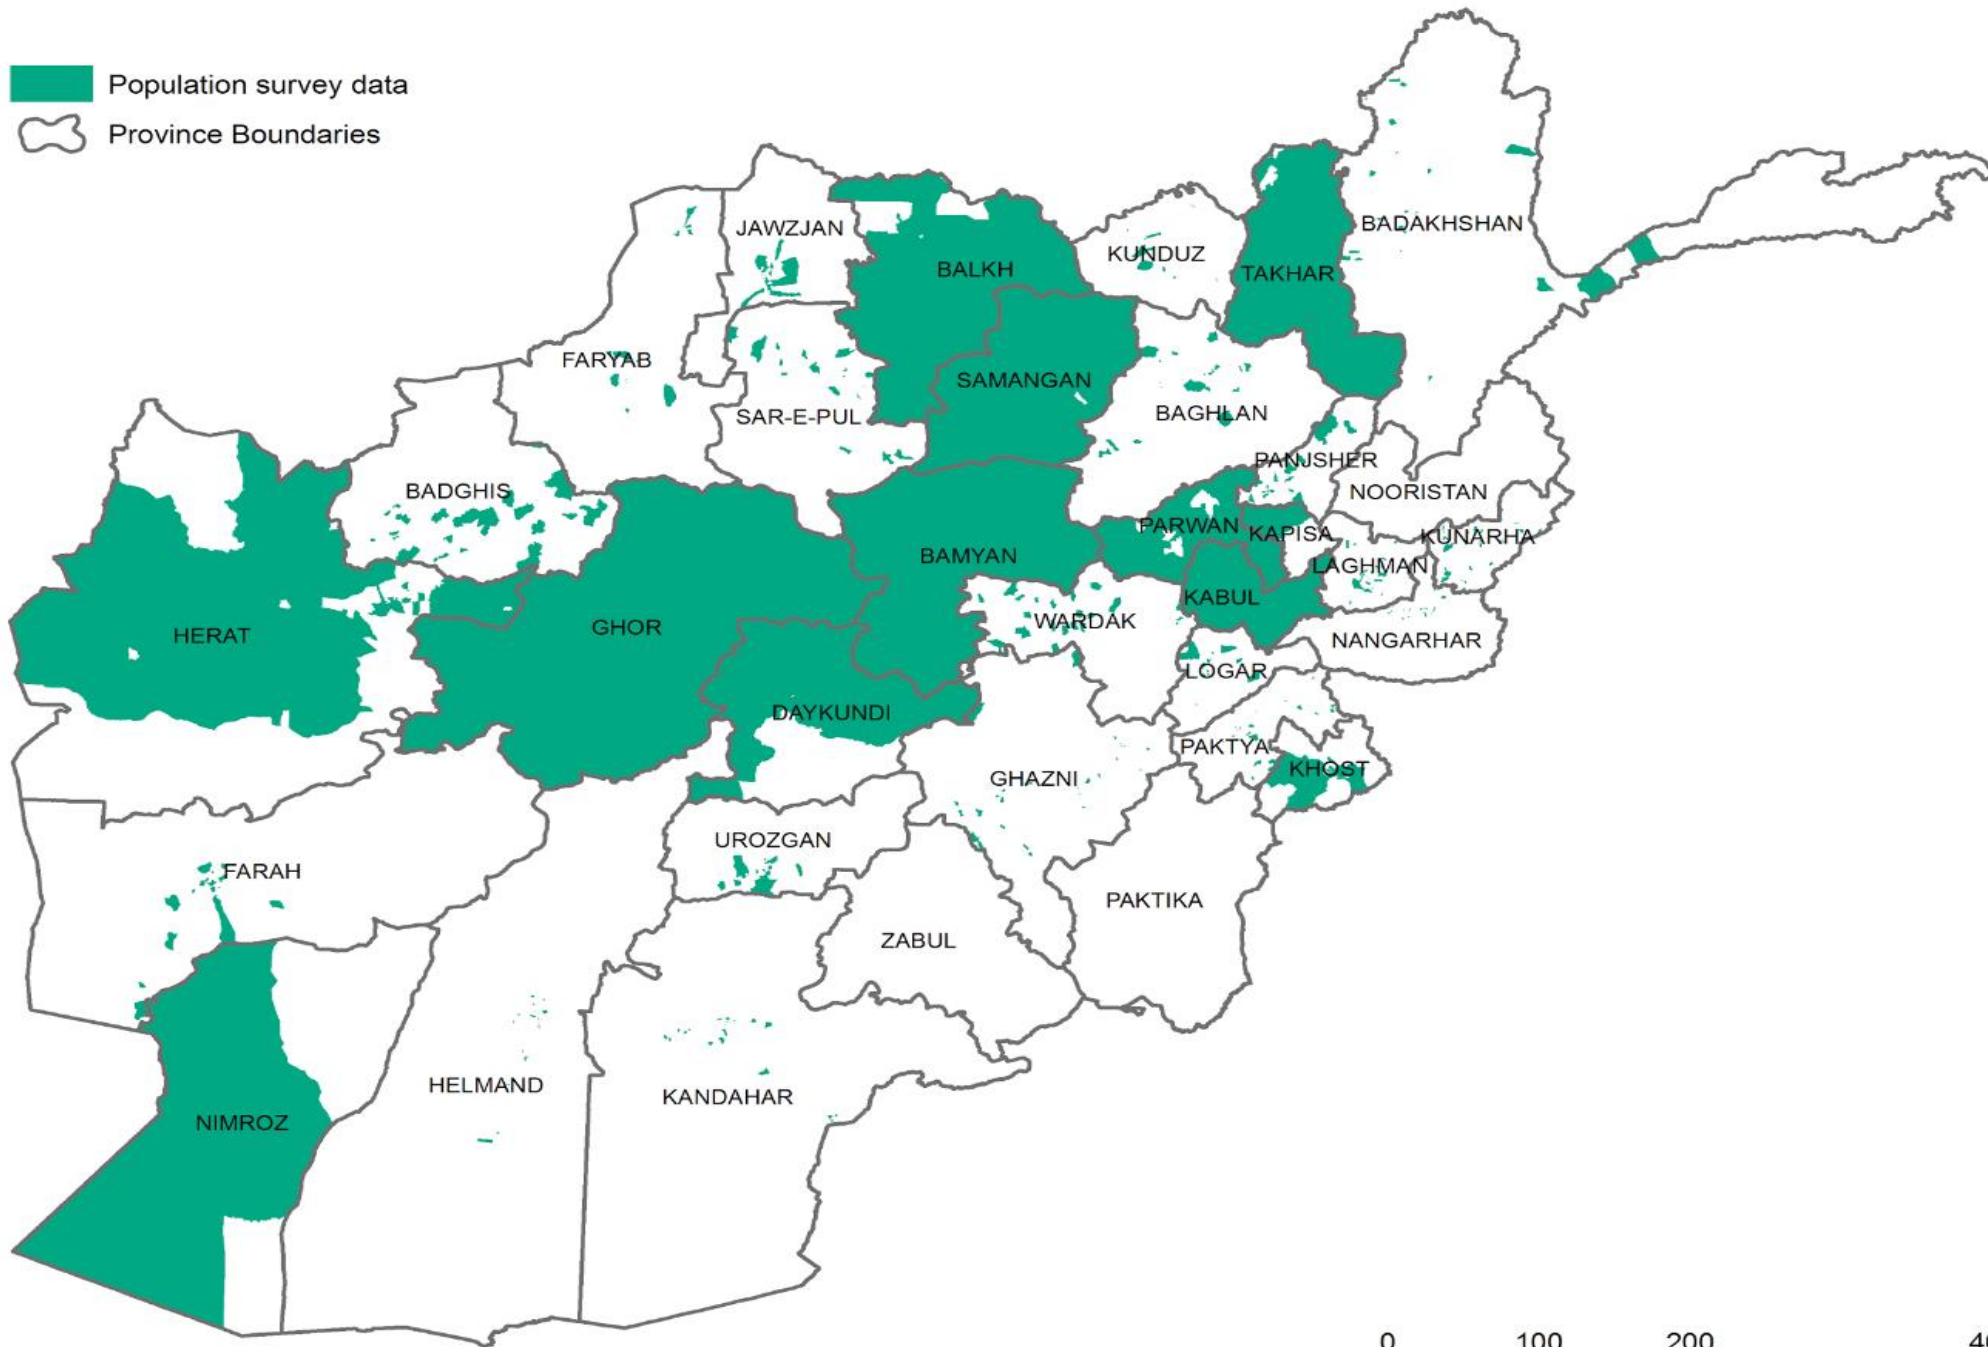 Population survey data
Province Boundaries
JAWZJAN
BALKH
KUNDUZ
TAKHAR
BADAKHSHAN
FARYAB
SAMANGAN
SAR-E-PUL
BAGHLAN
PANJSHER
BADGHIS
NOORISTAN
PARWAN
KAPISA
KUNARHA
BAMYAN
LAGHMAN
KABUL
HERAT
GHOR
WARDAK
NANGARHAR
LOGAR
DAYKUNDI
PAKTYA
KHOST
GHAZNI
UROZGAN
FARAH
PAKTIKA
ZABUL
HELMAND
KANDAHAR
NIMROZ
0 100 200